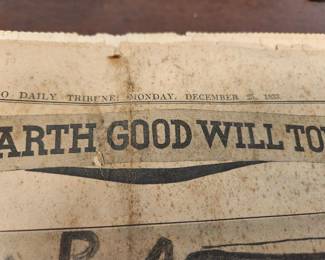 O DAILY TRIBUNE: MONDAY, DECEMBER
ARTH GOOD WILL TO